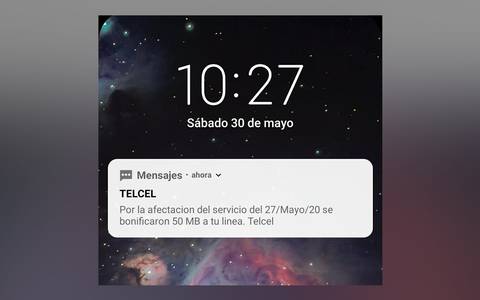 10:27
Sábado 30 de mayo
Mensajes · ahora
TELCEL
Por la afectacion del servicio del 27/Mayo/20 se
bonificaron 50 MB a tu linea. Telcel